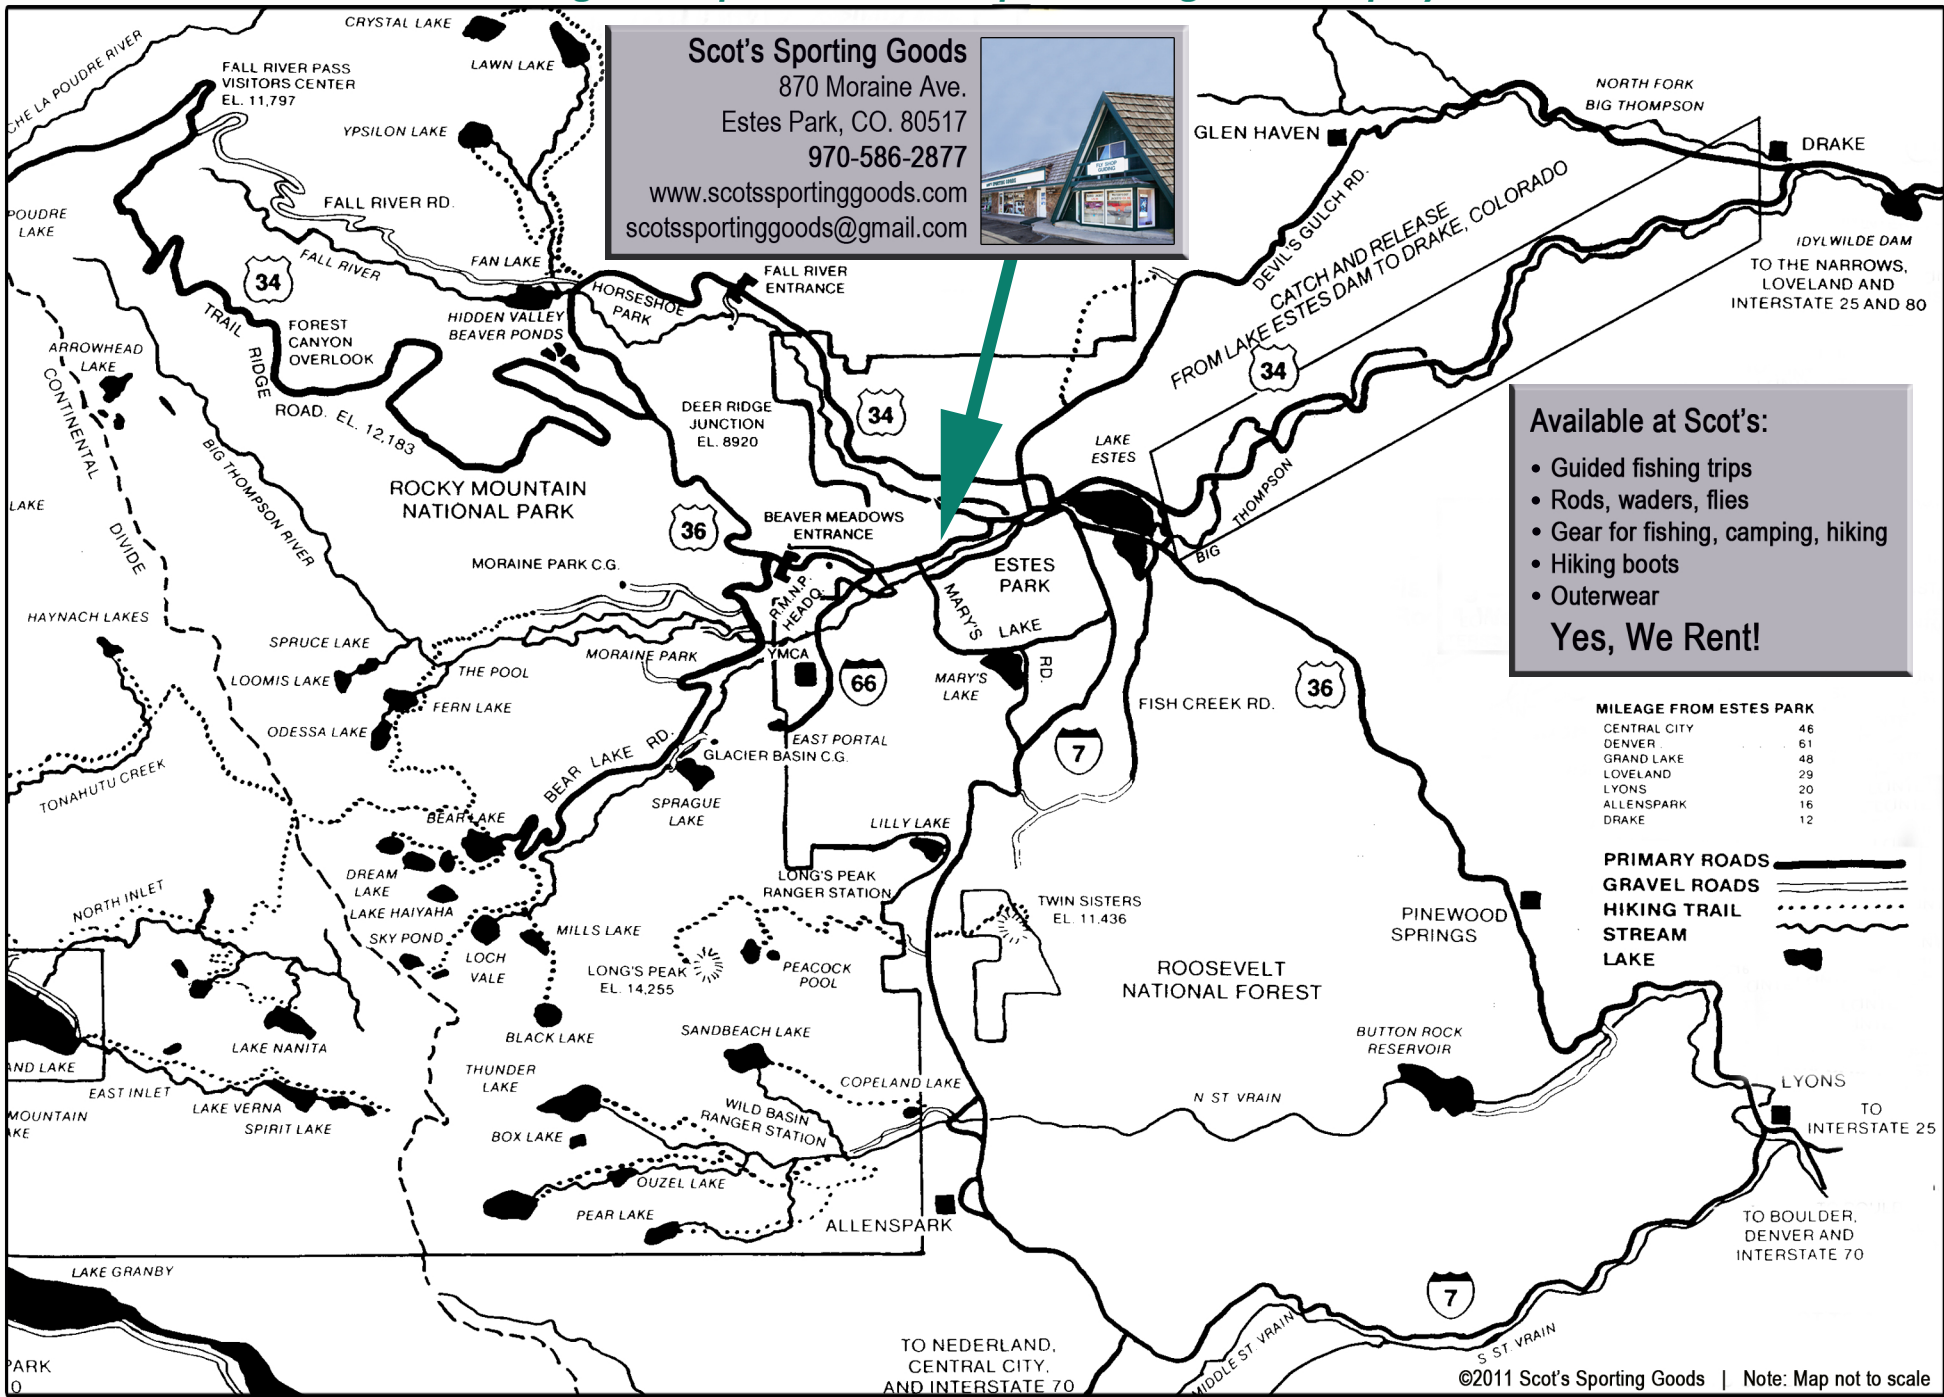 Scot's Sporting Goods
870 Moraine Ave.
Estes Park, CO. 80517
970-586-2877
www.scotssportinggoods.com
scotssportinggoods@gmail.com
FLY SHOP
GUIDING
CRYSTAL LAKE
LAWN LAKE
CHE LA POUDRE RIVER
FALL RIVER PASS
VISITORS CENTER
EL. 11,797
YPSILON LAKE
FALL RIVER RD.
POUDRE
LAKE
FALL RIVER
FAN LAKE
34
HORSESHOE
PARK
FALL RIVER
ENTRANCE
TRAIL
RIDGE
ROAD. EL. 12,183
FOREST
CANYON
OVERLOOK
HIDDEN VALLEY
BEAVER PONDS
ARROWHEAD
LAKE
CONTINENTAL
DIVIDE
BIG THOMPSON RIVER
DEER RIDGE
JUNCTION
EL. 8920
34
LAKE
ROCKY MOUNTAIN
NATIONAL PARK
36
BEAVER MEADOWS
ENTRANCE
GLEN HAVEN
NORTH FORK
BIG THOMPSON
DRAKE
DEVIL'S GULCH RD.
CATCH AND RELEASE
FROM LAKE ESTES DAM TO DRAKE, COLORADO
34
IDYLWILDE DAM
TO THE NARROWS,
LOVELAND AND
INTERSTATE 25 AND 80
LAKE
ESTES
BIG
THOMPSON
Available at Scot's:
• Guided fishing trips
• Rods, waders, flies
• Gear for fishing, camping, hiking
• Hiking boots
• Outerwear
Yes, We Rent!
MORAINE PARK C.G.
R.M.N.P.
HEADQ.
ESTES
PARK
MARY'S
LAKE
RD.
HAYNACH LAKES
SPRUCE LAKE
LOOMIS LAKE
THE POOL
FERN LAKE
ODESSA LAKE
MORAINE PARK
YMCA
66
MARY'S
LAKE
FISH CREEK RD.
36
7
EAST PORTAL
GLACIER BASIN C.G.
BEAR LAKE RD.
TONAHUTU CREEK
SPRAGUE
LAKE
BEAR LAKE
LILLY LAKE
MILEAGE FROM ESTES PARK
CENTRAL CITY 46
DENVER . . . . 61
GRAND LAKE 48
LOVELAND 29
LYONS 20
ALLENSPARK 16
DRAKE 12
PRIMARY ROADS
GRAVEL ROADS
HIKING TRAIL
STREAM
LAKE
DREAM
LAKE
LAKE HAIYAHA
SKY POND
LOCH
VALE
MILLS LAKE
NORTH INLET
LONG'S PEAK
RANGER STATION
LONG'S PEAK
EL. 14,255
PEACOCK
POOL
TWIN SISTERS
EL. 11,436
PINEWOOD
SPRINGS
ROOSEVELT
NATIONAL FOREST
BLACK LAKE
SANDBEACH LAKE
LAKE NANITA
AND LAKE
EAST INLET
LAKE VERNA
SPIRIT LAKE
MOUNTAIN
AKE
THUNDER
LAKE
BOX LAKE
COPELAND LAKE
WILD BASIN
RANGER STATION
OUZEL LAKE
PEAR LAKE
ALLENSPARK
N ST VRAIN
BUTTON ROCK
RESERVOIR
LYONS
TO
INTERSTATE 25
TO BOULDER,
DENVER AND
INTERSTATE 70
LAKE GRANBY
PARK
O
TO NEDERLAND,
CENTRAL CITY,
AND INTERSTATE 70
MIDDLE ST. VRAIN
7
S ST. VRAIN
©2011 Scot's Sporting Goods | Note: Map not to scale